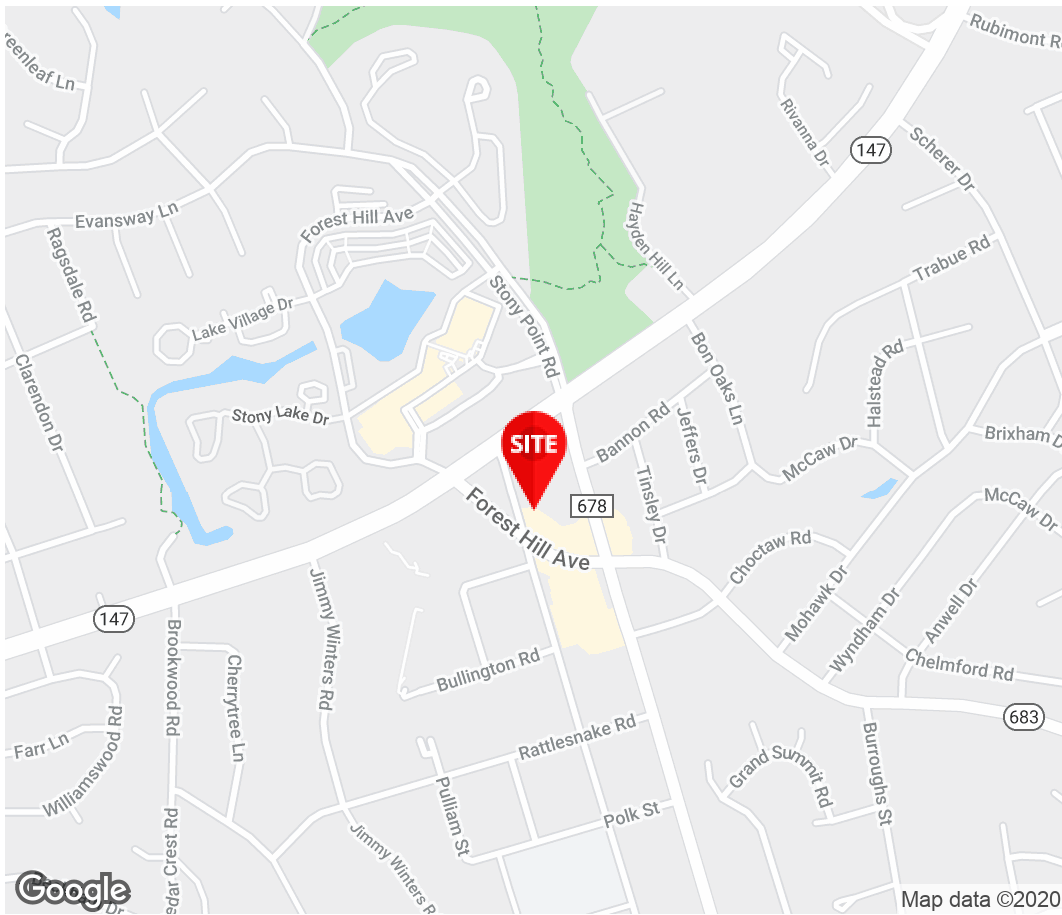 Rubimont R
reenleaf Ln
Rivanna Dr
147
Scherer Dr
Evansway Ln
Forest Hill Ave
Hayden Hill Ln
Ragsdale Rd
Trabue Rd
Lake Village Dr
Stony Point Rd
Bon Oaks Ln
Halstead Rd
Clarendon Dr
Stony Lake Dr
Bannon Rd
Jeffers Dr
Brixham D
SITE
McCaw Dr
Tinsley Dr
McCaw Dr
678
Forest Hill Ave
Choctaw Rd
Mohawk Dr
Jimmy Winters Rd
147
Wyndham Dr
Anwell Dr
Brookwood Rd
Cherrytree Ln
Bullington Rd
Chelmford Rd
683
Farr Ln
Williamswood Rd
Rattlesnake Rd
Grand Summit Rd
Burroughs St
Pulliam St
Polk St
edar Crest Rd
Jimmy Winters R
Dr
Google
Map data ©2020